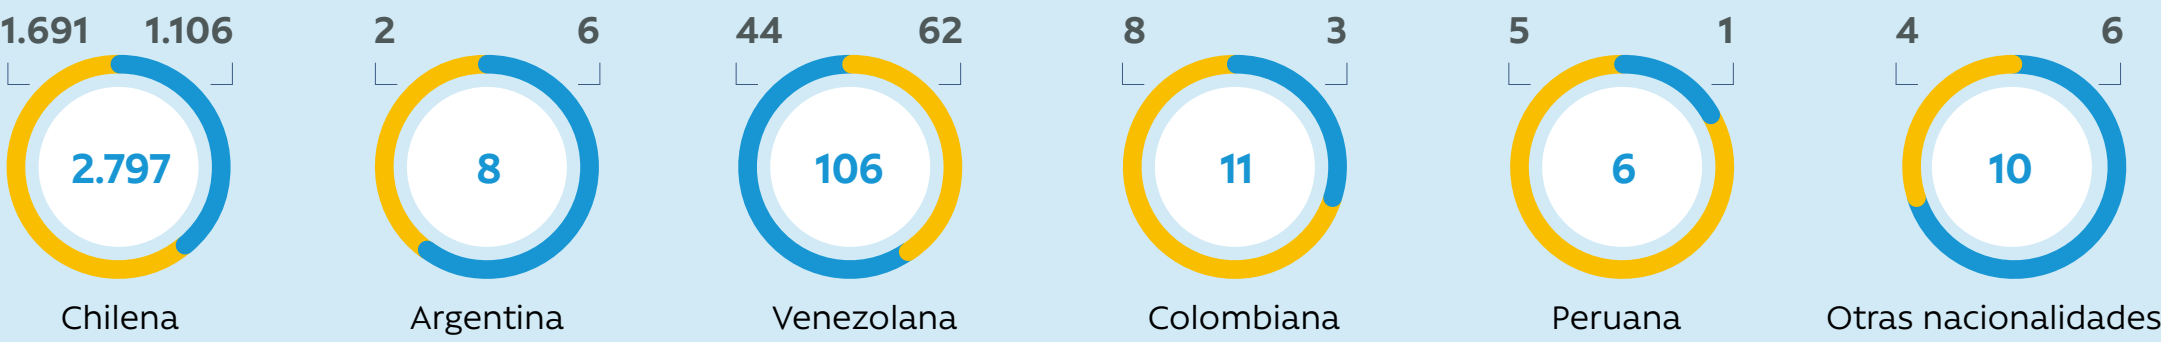 1.691 1.106 2 6 44 62 8 3 5 1 4 6
2.797 8 106 11 6 10
Chilena Argentina Venezolana Colombiana Peruana Otras nacionalidades